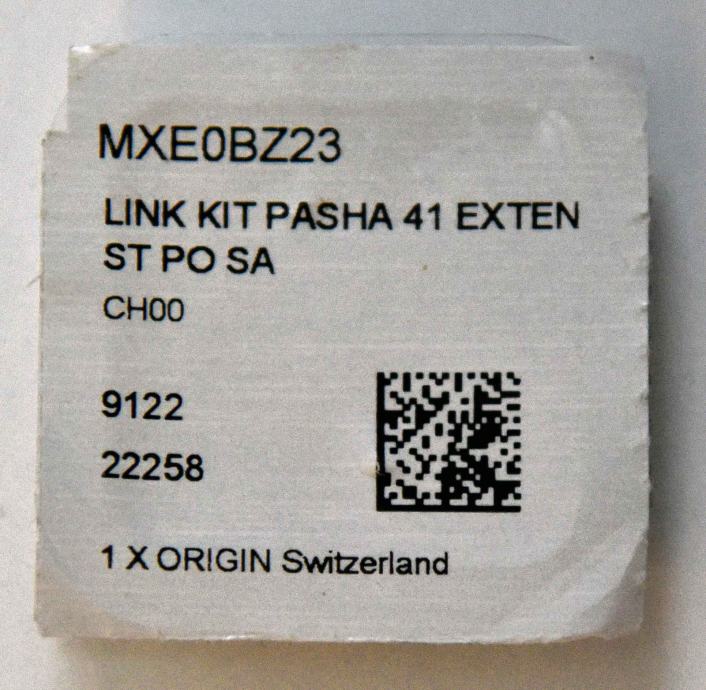 MXE0BZ23
LINK KIT PASHA 41 EXTEN
ST PO SA
CH00
9122
22258
1 X ORIGIN Switzerland